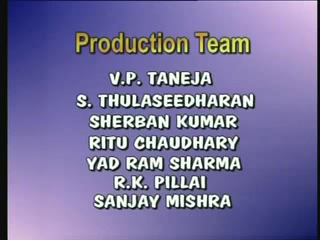 Production Team
V.P. TANEJA
S. THULASEEDHARAN
SHERBAN KUMAR
RITU CHAUDHARY
YAD RAM SHARMA
R.K. PILLAI
SANJAY MISHRA